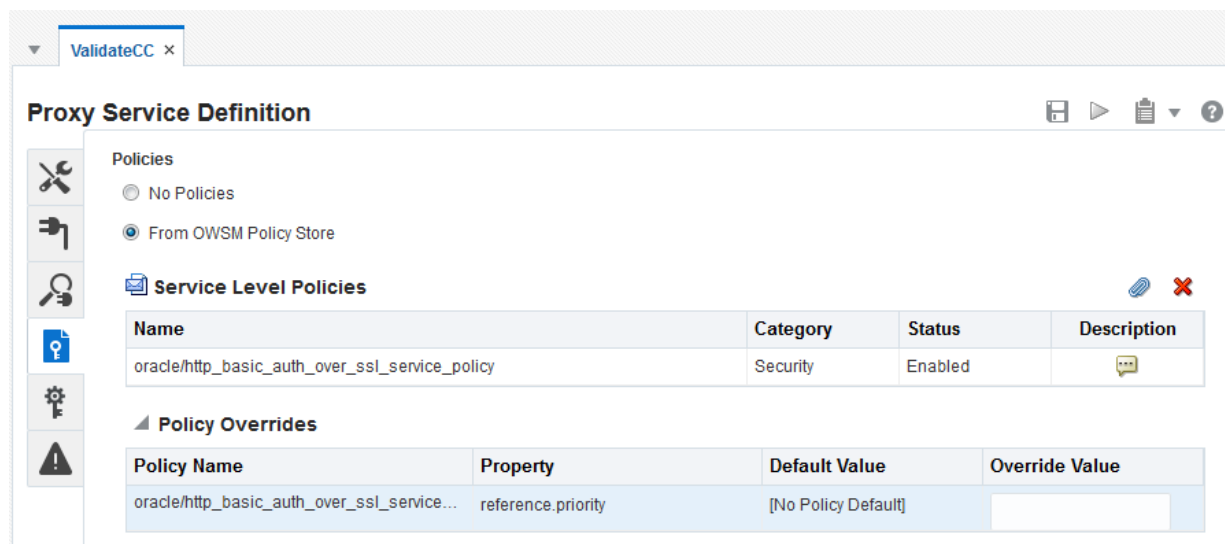 ValidateCC ×
Proxy Service Definition
Policies
No Policies
From OWSM Policy Store
Service Level Policies
Name Category Status Description
oracle/http_basic_auth_over_ssl_service_policy Security Enabled
Policy Overrides
Policy Name Property Default Value Override Value
oracle/http_basic_auth_over_ssl_service... reference.priority [No Policy Default]